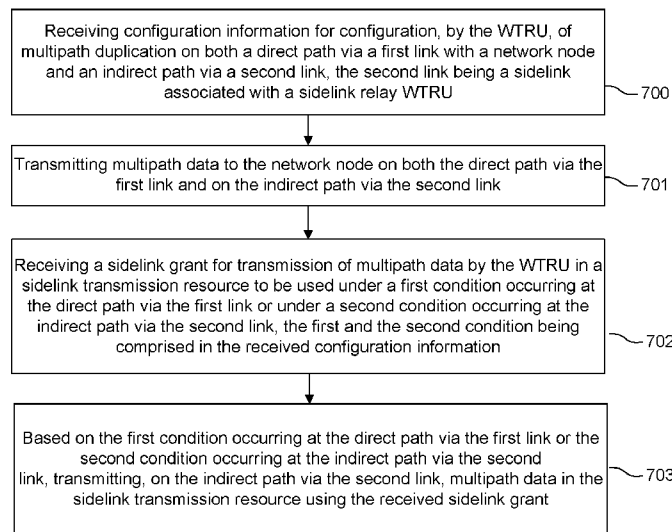 Receiving configuration information for configuration, by the WTRU, of
multipath duplication on both a direct path via a first link with a network node
and an indirect path via a second link, the second link being a sidelink
associated with a sidelink relay WTRU
700
Transmitting multipath data to the network node on both the direct path via the
first link and on the indirect path via the second link
701
Receiving a sidelink grant for transmission of multipath data by the WTRU in a
sidelink transmission resource to be used under a first condition occurring at
the direct path via the first link or under a second condition occurring at the
indirect path via the second link, the first and the second condition being
comprised in the received configuration information
702
Based on the first condition occurring at the direct path via the first link or the
second condition occurring at the indirect path via the second
link, transmitting, on the indirect path via the second link, multipath data in the
sidelink transmission resource using the received sidelink grant
703